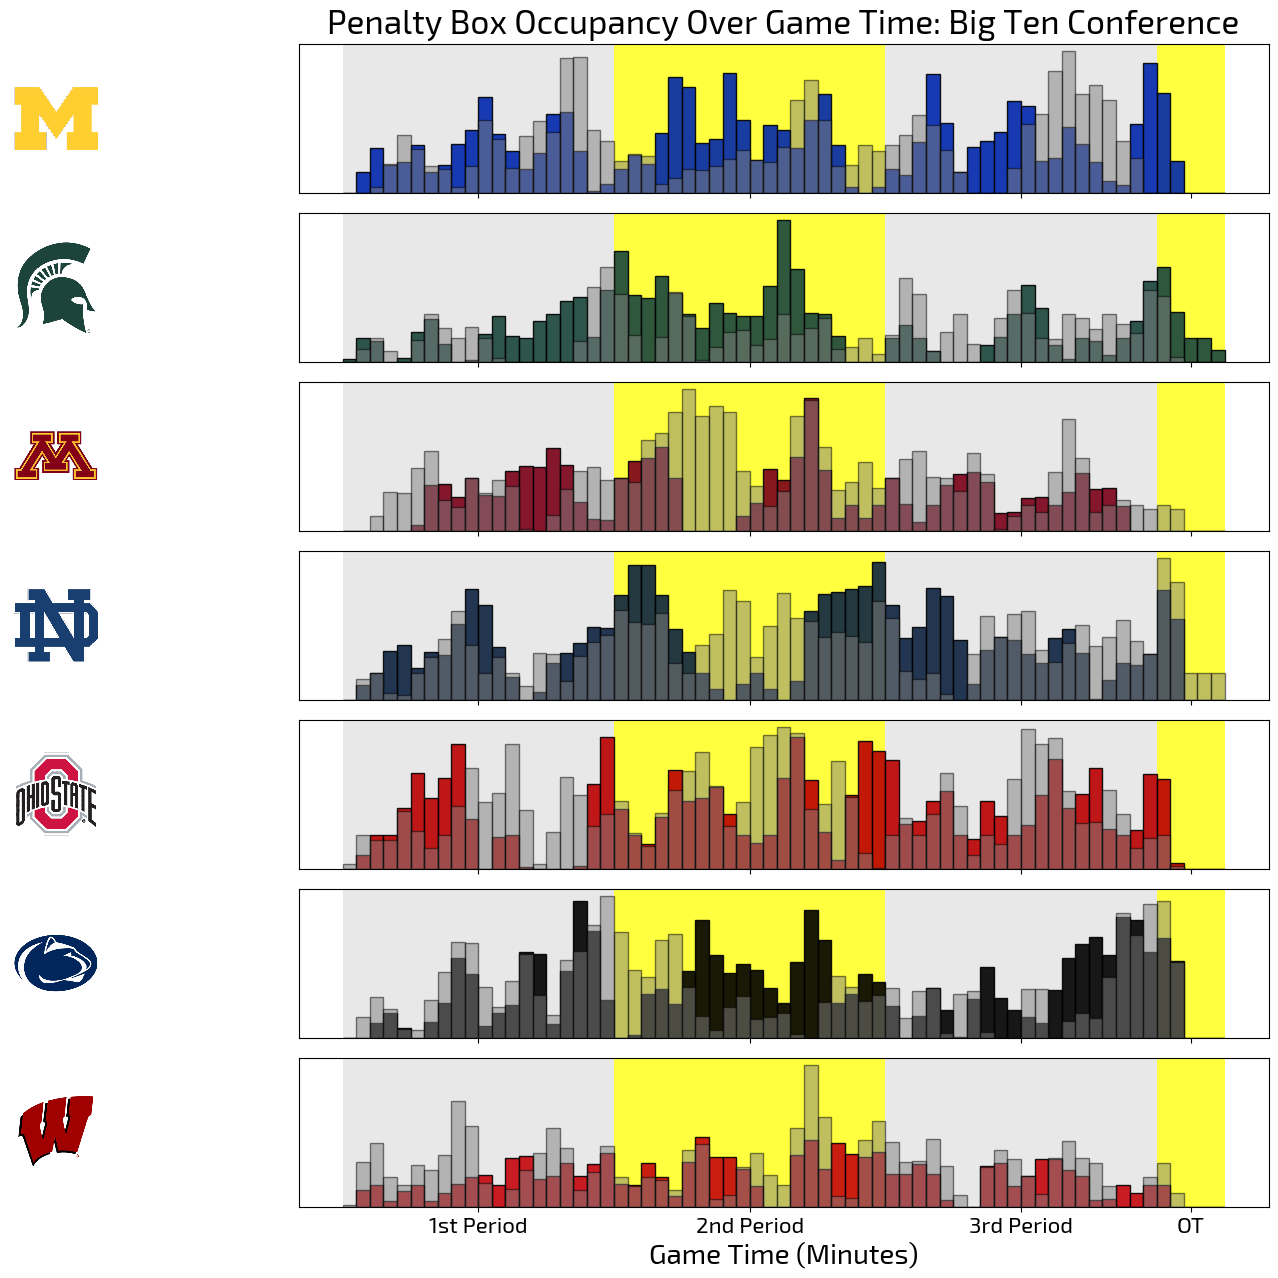 Penalty Box Occupancy Over Game Time: Big Ten Conference
M
M
ND
OHIO STATE
W
1st Period
2nd Period
3rd Period
OT
Game Time (Minutes)